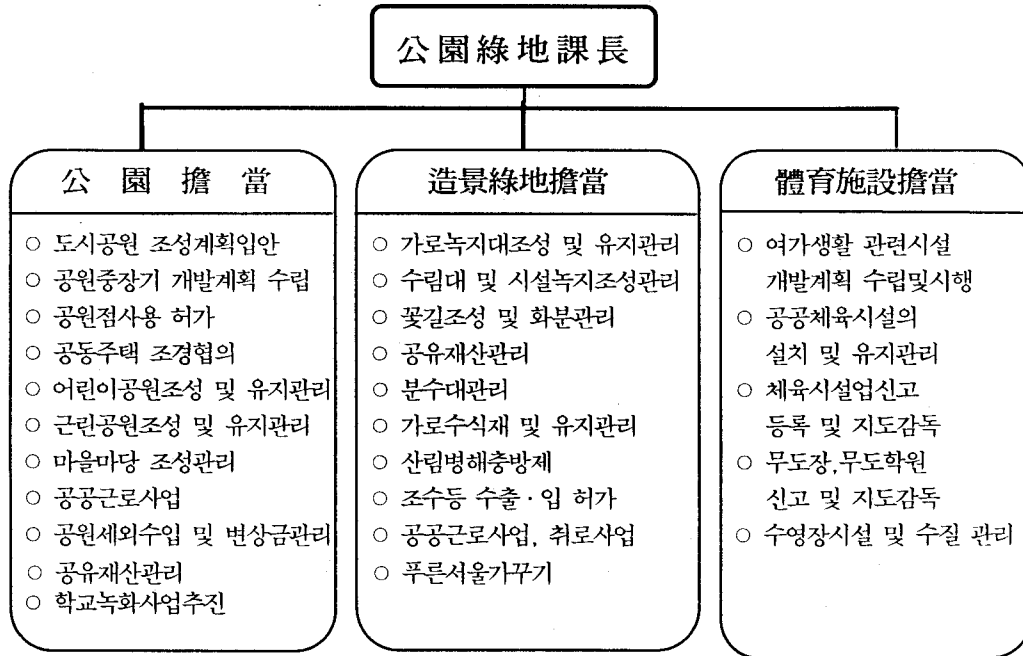 公園綠地課長
公園擔當
○ 도시공원 조성계획입안
○ 공원중장기 개발계획 수립
○ 공원점사용 허가
○ 공동주택 조경협의
○ 어린이공원조성 및 유지관리
○ 근린공원조성 및 유지관리
○ 마을마당 조성관리
○ 공공근로사업
○ 공원세외수입 및 변상금관리
○ 공유재산관리
○ 학교녹화사업추진
造景綠地擔當
○ 가로녹지대조성 및 유지관리
○ 수림대 및 시설녹지조성관리
○ 꽃길조성 및 화분관리
○ 공유재산관리
○ 분수대관리
○ 가로수식재 및 유지관리
○ 산림병해충방제
○ 조수등 수출·입 허가
○ 공공근로사업, 취로사업
○ 푸른서울가꾸기
體育施設擔當
○ 여가생활 관련시설
개발계획 수립및시행
○ 공공체육시설의
설치 및 유지관리
○ 체육시설업신고
등록 및 지도감독
○ 무도장,무도학원
신고 및 지도감독
○ 수영장시설 및 수질 관리